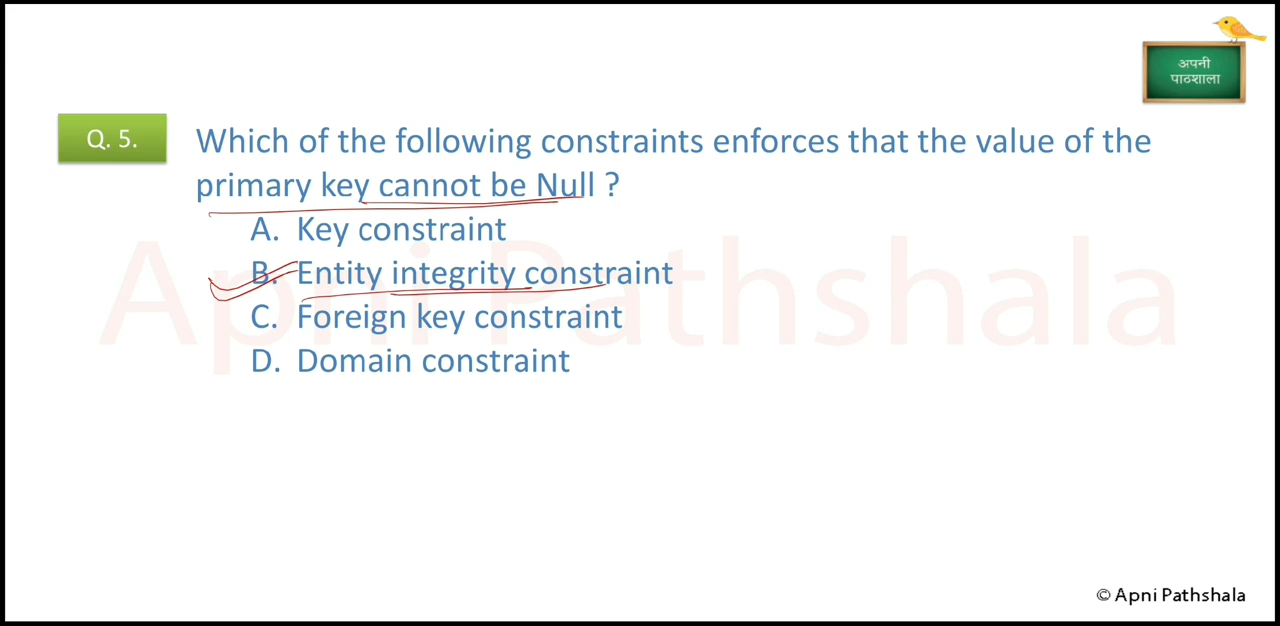 अपनी
पाठशाला
Q. 5.
Which of the following constraints enforces that the value of the
primary key cannot be Null ?
A. Key constraint
B. Entity integrity constraint
C. Foreign key constraint
D. Domain constraint
Apni Pathshala
© Apni Pathshala